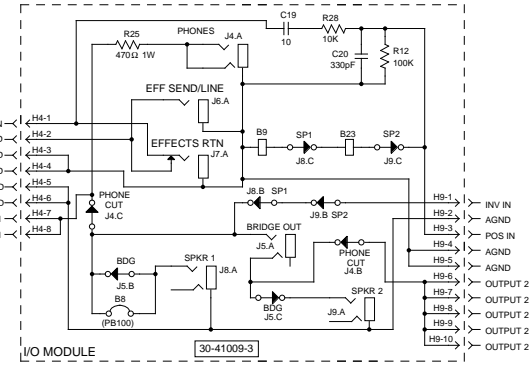 C19
10
R28
10K
R25
470Ω 1W
PHONES
J4.A
C20
330pF
R12
100K
EFF SEND/LINE
J6.A
EFFECTS RTN
J7.A
H4-1
H4-2
H4-3
H4-4
H4-5
H4-6
H4-7
H4-8
B9
SP1
J8.C
B23
SP2
J9.C
PHONE
CUT
J4.C
J8.B SP1
J9.B SP2
H9-1
INV IN
H9-2
AGND
H9-3
POS IN
H9-4
AGND
H9-5
AGND
H9-6
OUTPUT 2
H9-7
OUTPUT 2
H9-8
OUTPUT 2
H9-9
OUTPUT 2
H9-10
OUTPUT 2
BRIDGE OUT
J5.A
PHONE
CUT
J4.B
BDG
J5.B
SPKR 1
J8.A
B8
(PB100)
BDG
J5.C
SPKR 2
J9.A
I/O MODULE
30-41009-3